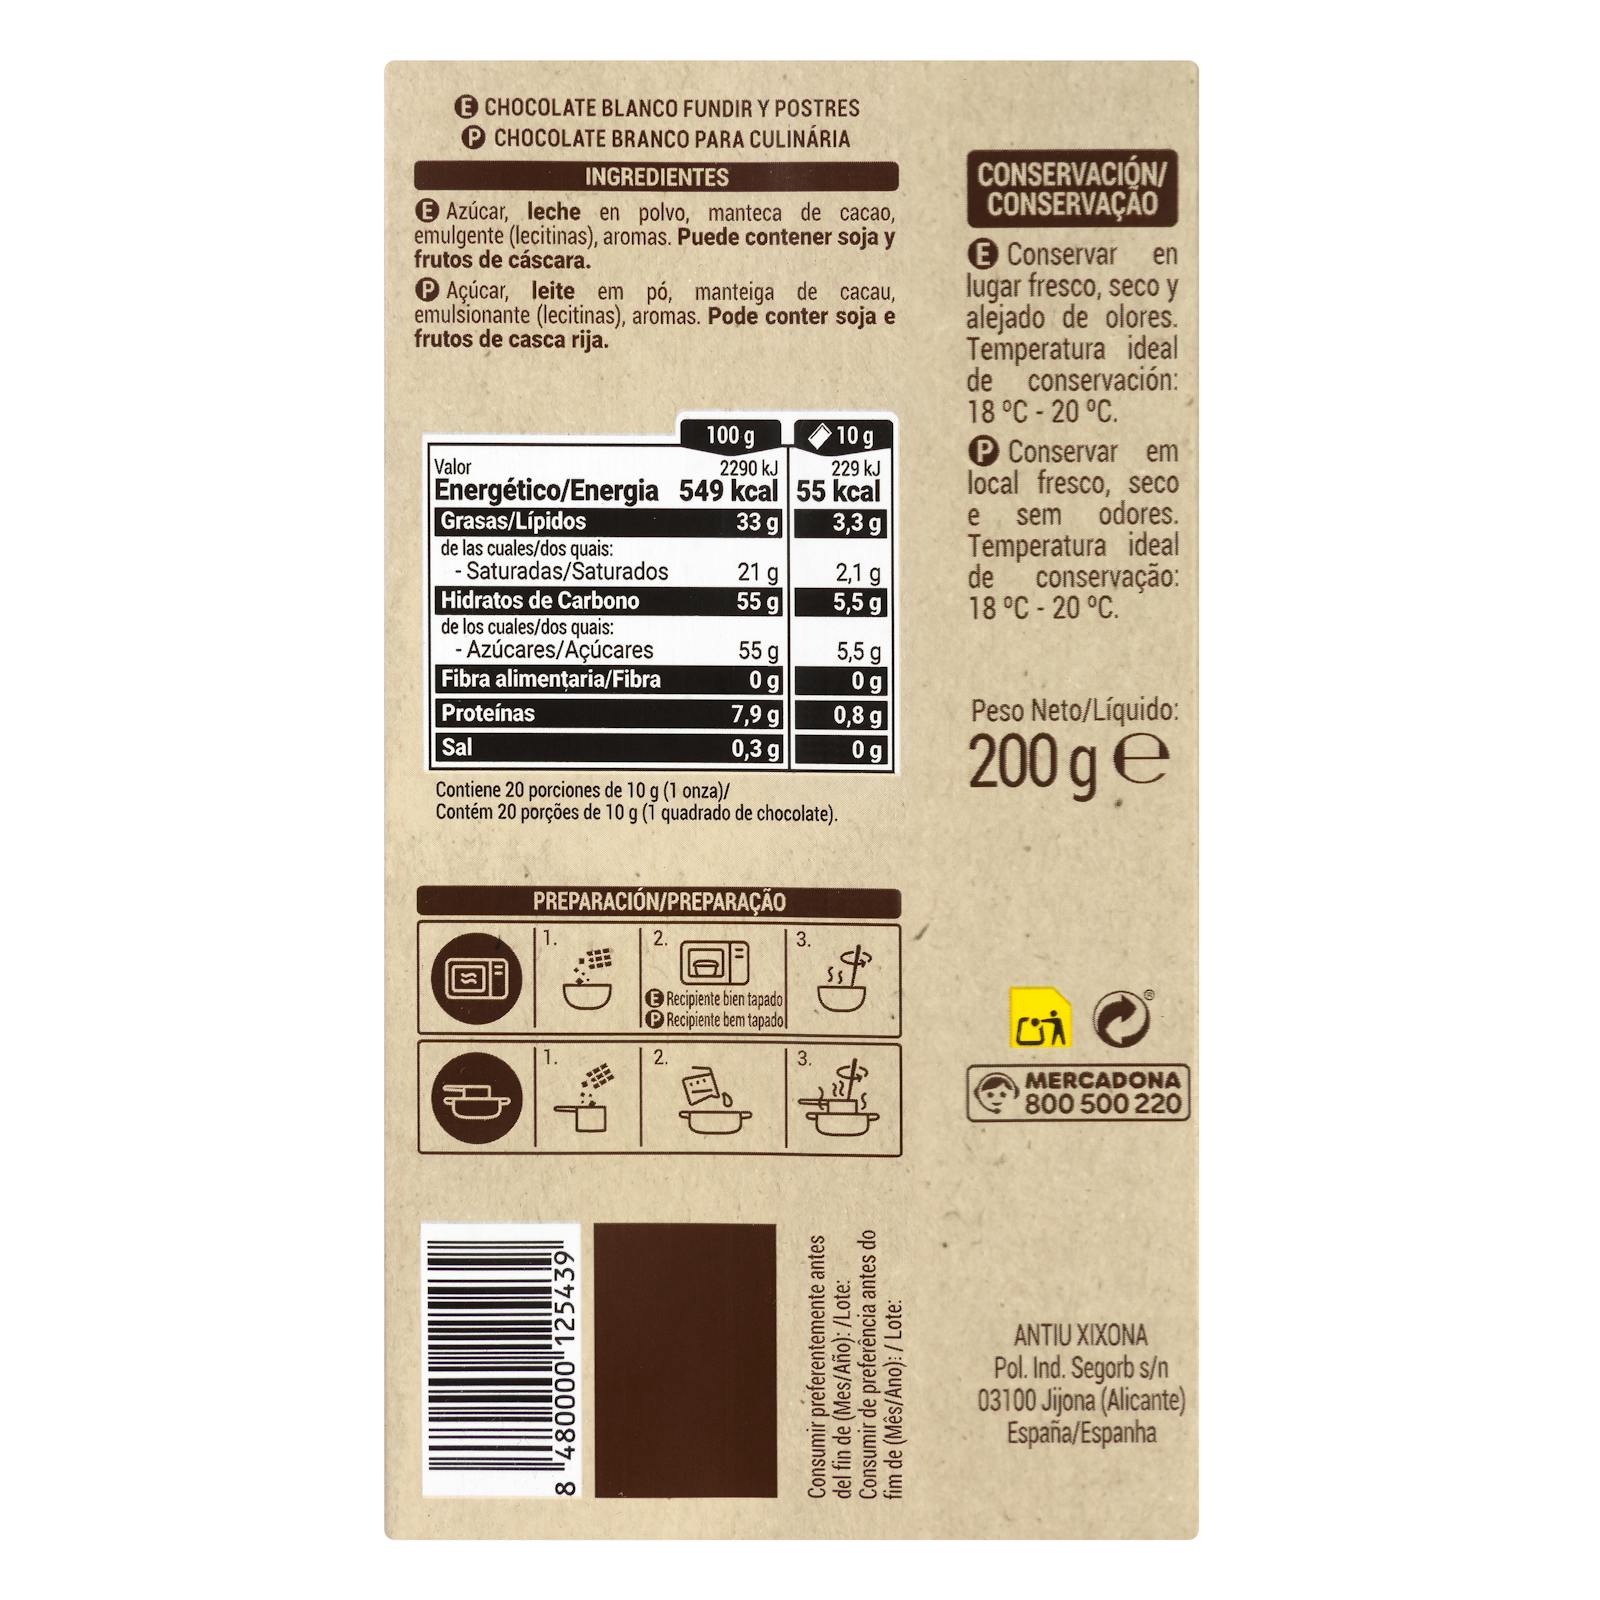 E CHOCOLATE BLANCO FUNDIR Y POSTRES
P CHOCOLATE BRANCO PARA CULINÁRIA
INGREDIENTES
E Azúcar, leche en polvo, manteca de cacao,
emulgente (lecitinas), aromas. Puede contener soja y
frutos de cáscara.
P Açúcar, leite em pó, manteiga de cacau,
emulsionante (lecitinas), aromas. Pode conter soja e
frutos de casca rija.
100 g 10 g
Valor 2290 kJ 229 kJ
Energético/Energia 549 kcal 55 kcal
Grasas/Lípidos 33 g 3,3 g
de las cuales/dos quais:
- Saturadas/Saturados 21 g 2,1 g
Hidratos de Carbono 55 g 5,5 g
de los cuales/dos quais:
- Azúcares/Açúcares 55 g 5,5 g
Fibra alimentaria/Fibra 0 g 0 g
Proteínas 7,9 g 0,8 g
Sal 0,3 g 0 g
Contiene 20 porciones de 10 g (1 onza)/
Contém 20 porções de 10 g (1 quadrado de chocolate).
PREPARACIÓN/PREPARAÇÃO
1. 2. 3.
E Recipiente bien tapado
P Recipiente bem tapado
1. 2. 3.
8 480000 125439
Consumir preferentemente antes
del fin de (Mes/Año): /Lote:
Consumir de preferência antes do
fim de (Mês/Ano): / Lote:
CONSERVACIÓN/
CONSERVAÇÃO
E Conservar en
lugar fresco, seco y
alejado de olores.
Temperatura ideal
de conservación:
18 ºC - 20 ºC.
P Conservar em
local fresco, seco
e sem odores.
Temperatura ideal
de conservação:
18 ºC - 20 ºC.
Peso Neto/Líquido:
200 g e
®
MERCADONA
800 500 220
ANTIU XIXONA
Pol. Ind. Segorb s/n
03100 Jijona (Alicante)
España/Espanha